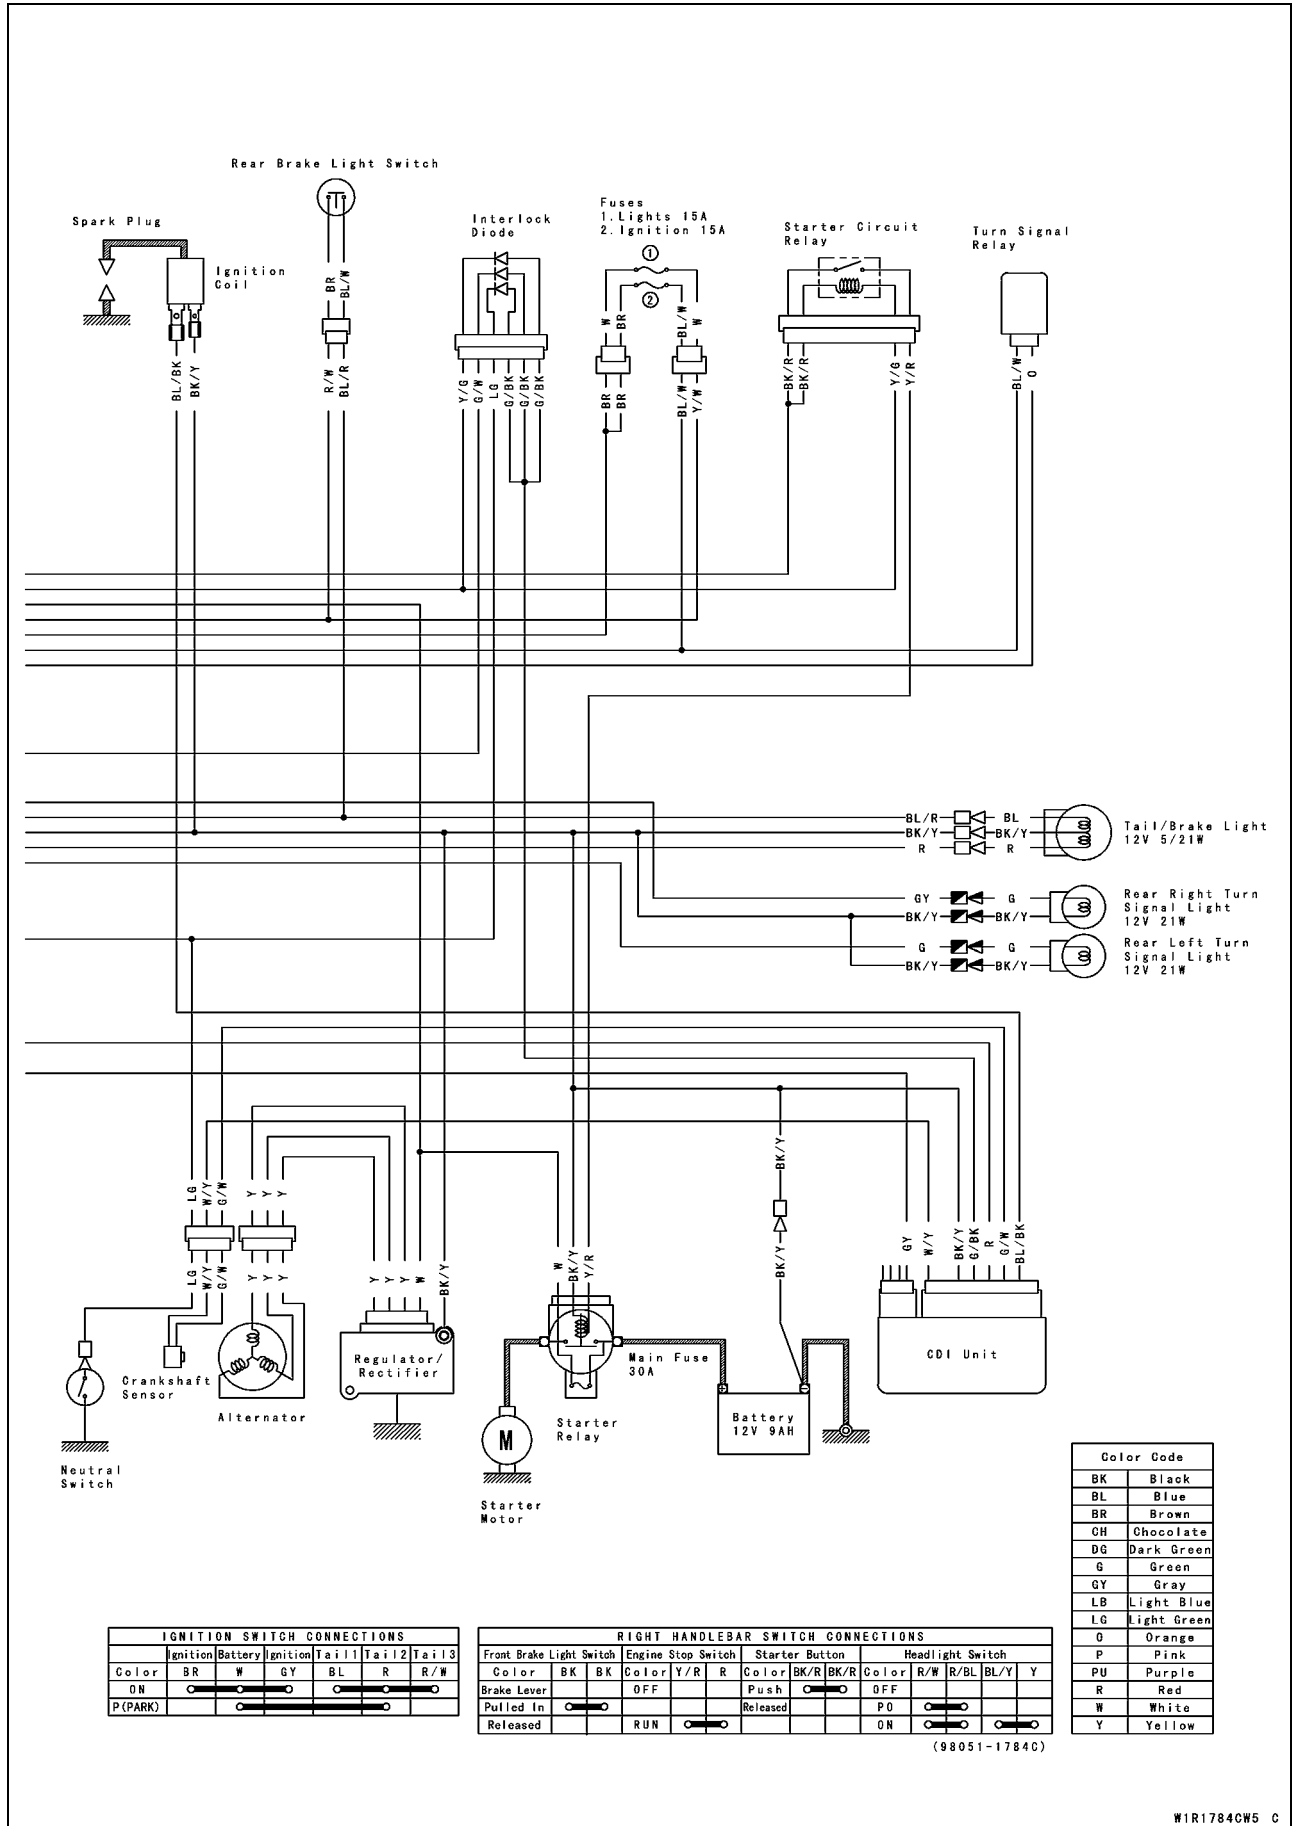 Rear Brake Light Switch
Spark Plug
Ignition
Coil
Interlock
Diode
Fuses
1. Lights 15A
2. Ignition 15A
Starter Circuit
Relay
Turn Signal
Relay
1
2
BR
BL/W
W
BR
BL/W
W
BL/BK
BK/Y
R/W
BL/R
Y/G
G/W
LG
G/BK
G/BK
G/BK
BR
BR
BL/W
Y/W
BK/R
BK/R
Y/G
Y/R
BL/W
O
BL/R
BL
BK/Y
BK/Y
R
R
Tail/Brake Light
12V 5/21W
GY
G
BK/Y
BK/Y
Rear Right Turn
Signal Light
12V 21W
G
G
BK/Y
BK/Y
Rear Left Turn
Signal Light
12V 21W
LG
W/Y
G/W
Y
Y
Y
LG
W/Y
G/W
Y
Y
Y
Y
Y
Y
W
BK/Y
W
BK/Y
Y/R
BK/Y
BK/Y
GY
W/Y
BK/Y
G/BK
R
G/W
BL/BK
Neutral
Switch
Crankshaft
Sensor
Alternator
Regulator/
Rectifier
M
Starter
Motor
Main Fuse
30A
Starter
Relay
Battery
12V 9AH
CDI Unit
Color Code
BK Black
BL Blue
BR Brown
CH Chocolate
DG Dark Green
G Green
GY Gray
LB Light Blue
LG Light Green
O Orange
P Pink
PU Purple
R Red
W White
Y Yellow
IGNITION SWITCH CONNECTIONS
Ignition Battery Ignition Tail1 Tail2 Tail3
Color BR W GY BL R R/W
ON
P(PARK)
RIGHT HANDLEBAR SWITCH CONNECTIONS
Front Brake Light Switch Engine Stop Switch Starter Button Headlight Switch
Color BK BK Color Y/R R Color BK/R BK/R Color R/W R/BL BL/Y Y
Brake Lever OFF Push OFF
Pulled In Released PO
Released RUN ON
(98051-1784C)
W1R1784CW5 C